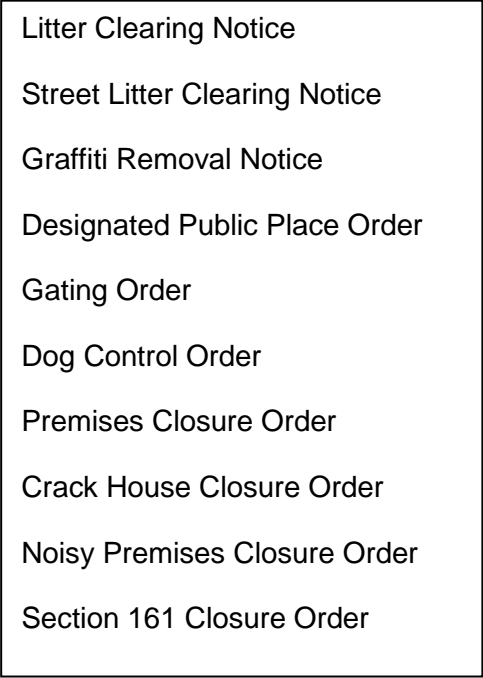 Litter Clearing Notice
Street Litter Clearing Notice
Graffiti Removal Notice
Designated Public Place Order
Gating Order
Dog Control Order
Premises Closure Order
Crack House Closure Order
Noisy Premises Closure Order
Section 161 Closure Order